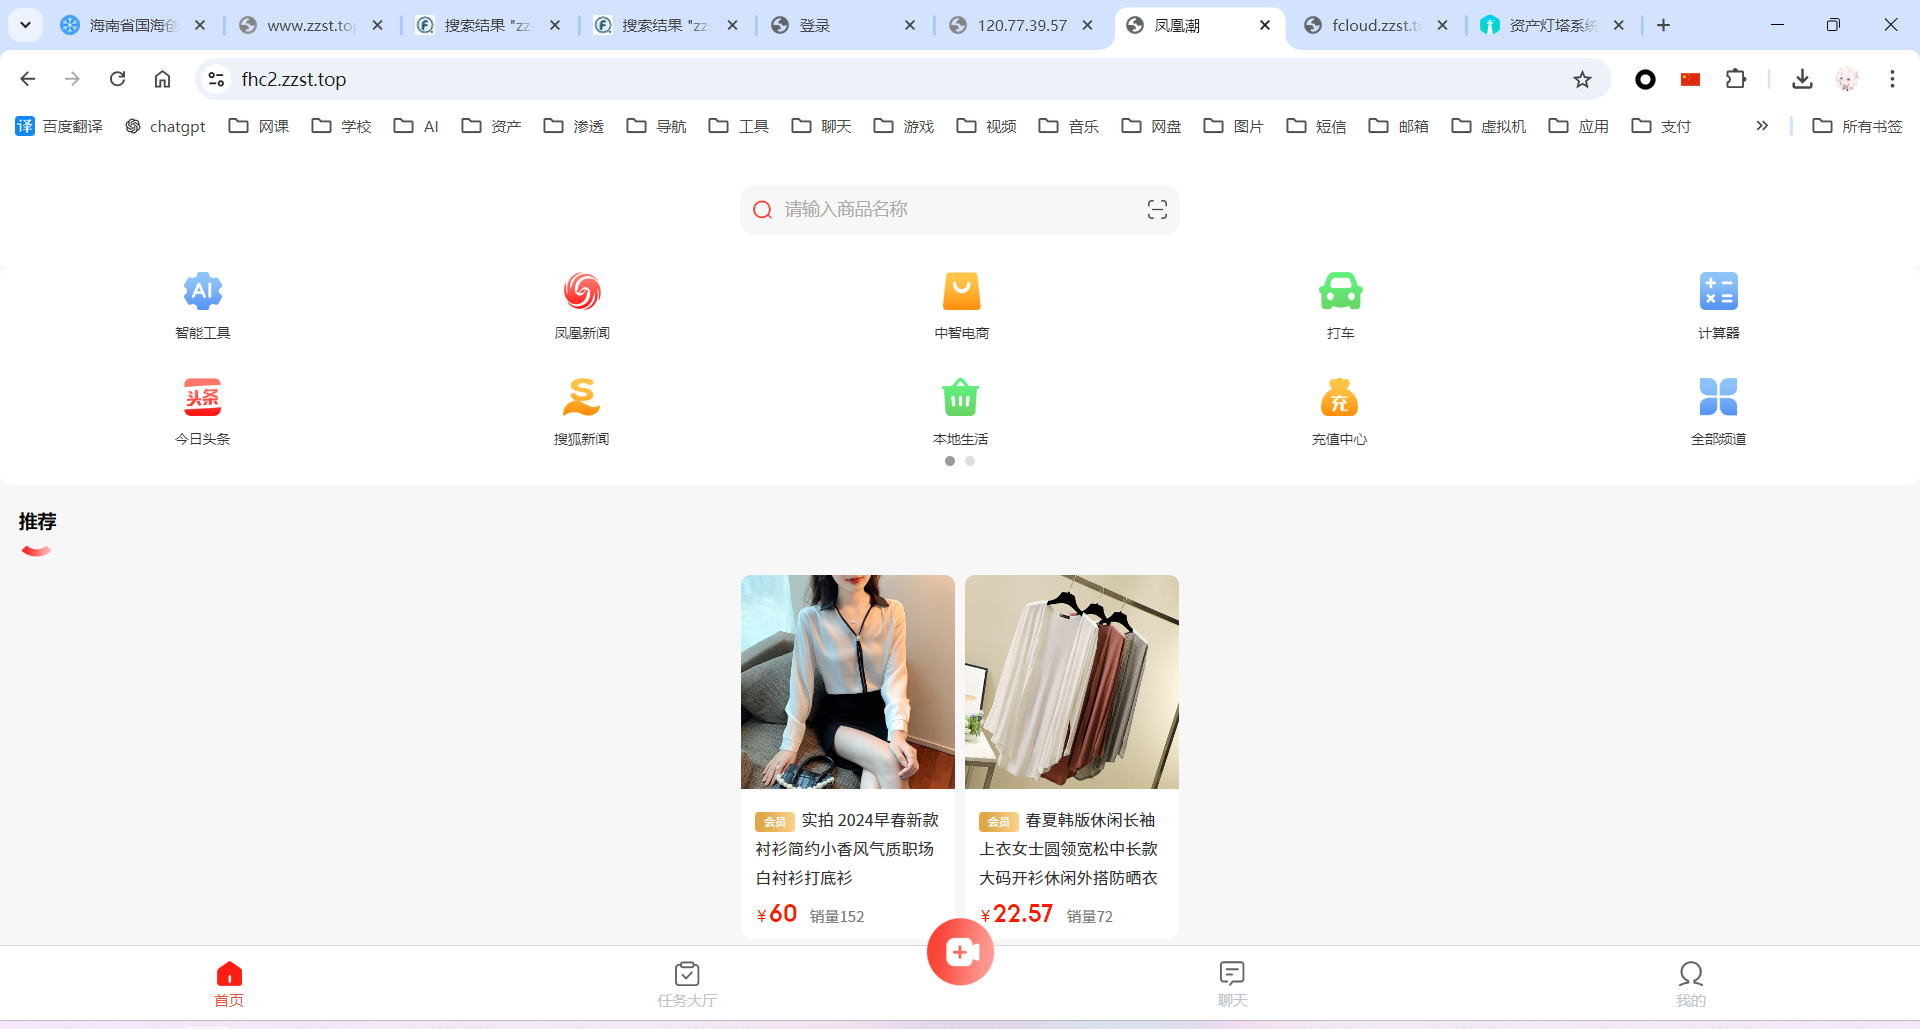 海南省国海创
www.zzst.top
搜索结果 "zzs
搜索结果 "zzs
登录
120.77.39.57
凤凰潮
fcloud.zzst.to
资产灯塔系统
fhc2.zzst.top
译 百度翻译
chatgpt
网课
学校
AI
资产
渗透
导航
工具
聊天
游戏
视频
音乐
网盘
图片
短信
邮箱
虚拟机
应用
支付
所有书签
请输入商品名称
AI
智能工具
凤凰新闻
中智电商
打车
计算器
头条
今日头条
搜狐新闻
本地生活
充
充值中心
全部频道
推荐
会员 实拍 2024早春新款
衬衫简约小香风气质职场
白衬衫打底衫
¥60 销量152
会员 春夏韩版休闲长袖
上衣女士圆领宽松中长款
大码开衫休闲外搭防晒衣
¥22.57 销量72
首页
任务大厅
聊天
我的